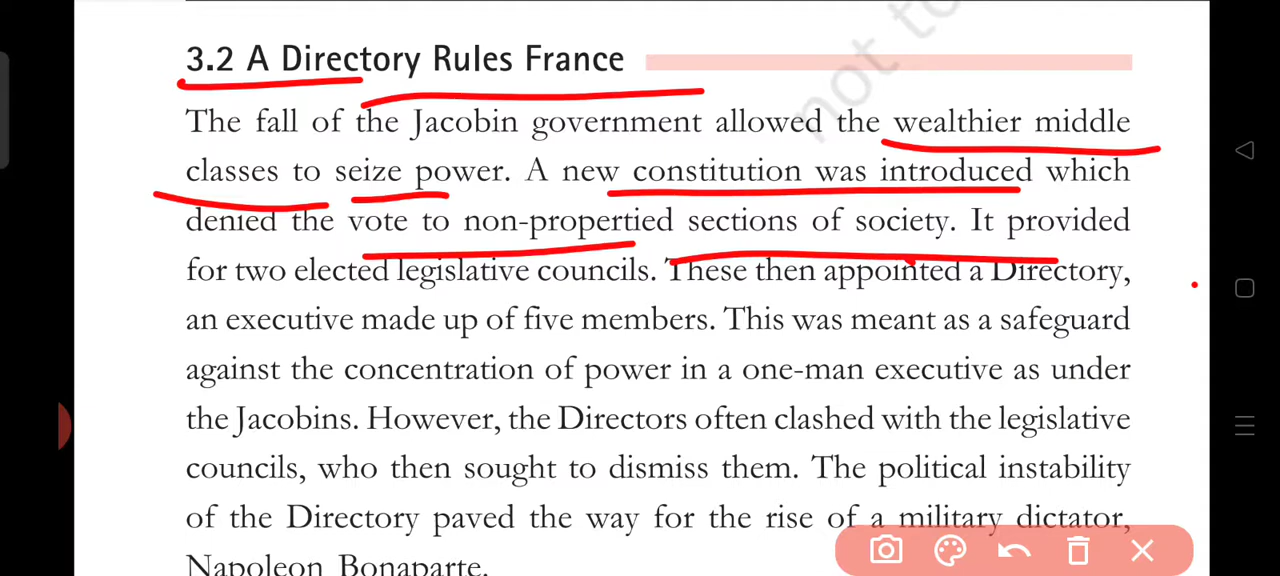 not to
3.2 A Directory Rules France
The fall of the Jacobin government allowed the wealthier middle
classes to seize power. A new constitution was introduced which
denied the vote to non-propertied sections of society. It provided
for two elected legislative councils. These then appointed a Directory,
an executive made up of five members. This was meant as a safeguard
against the concentration of power in a one-man executive as under
the Jacobins. However, the Directors often clashed with the legislative
councils, who then sought to dismiss them. The political instability
of the Directory paved the way for the rise of a military dictator,
Napoleon Bonaparte.